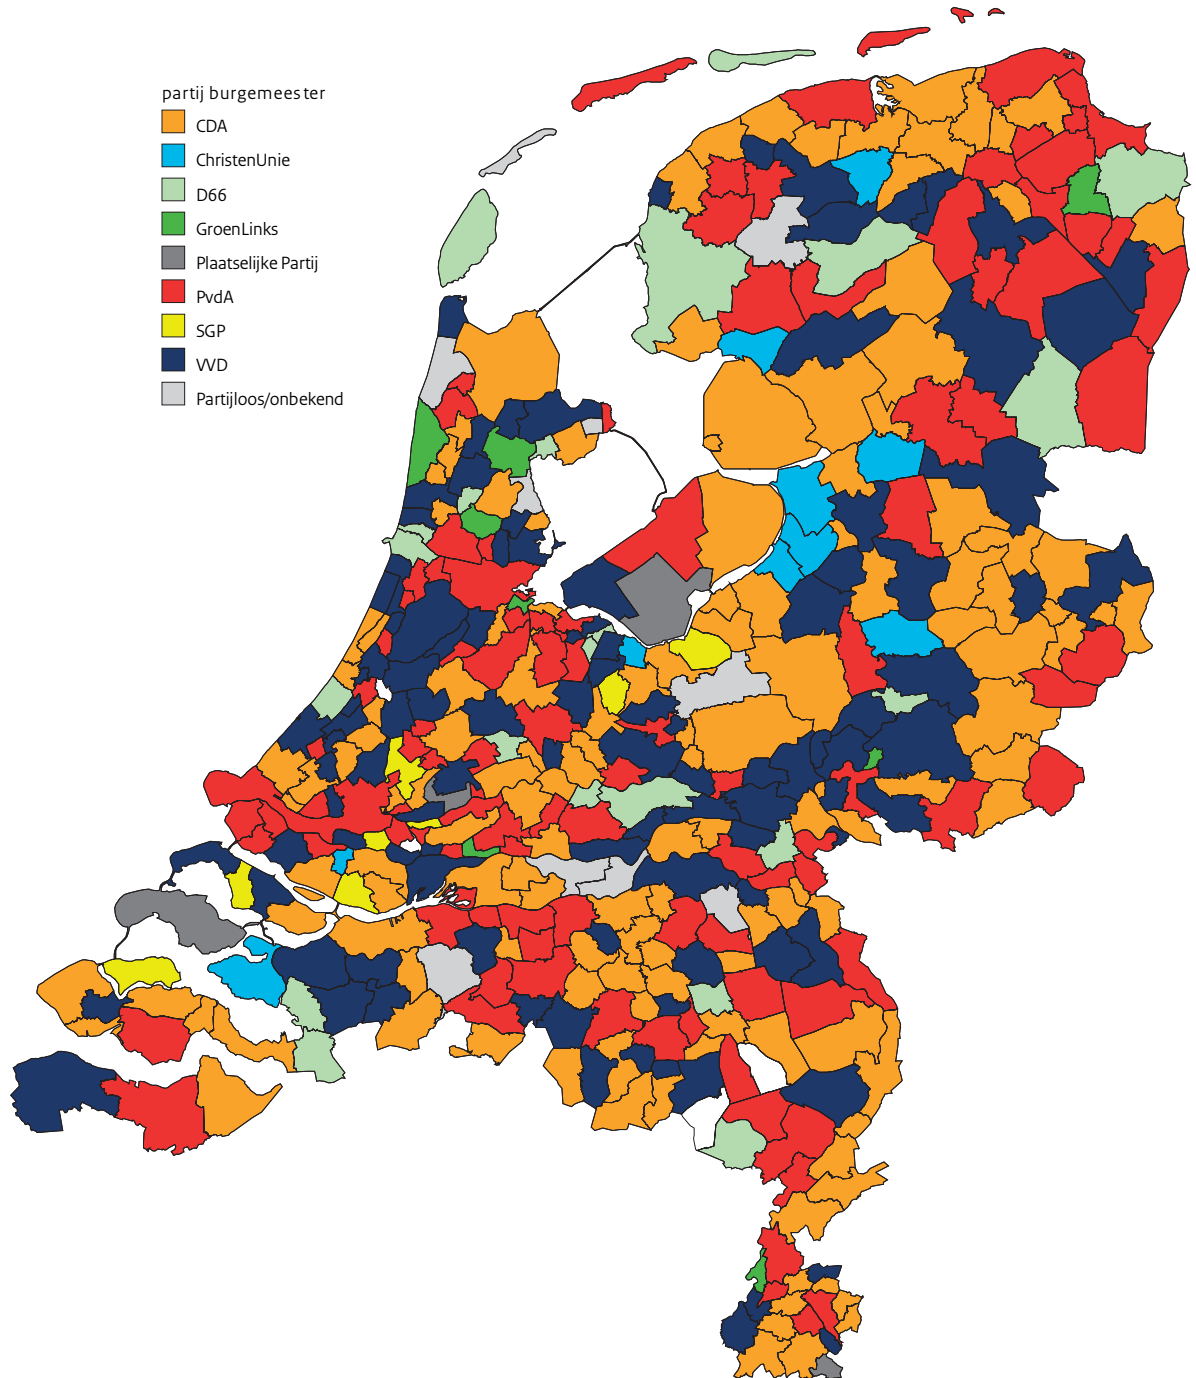 partij burgemeester
CDA
ChristenUnie
D66
GroenLinks
Plaatselijke Partij
PvdA
SGP
VVD
Partijloos/onbekend